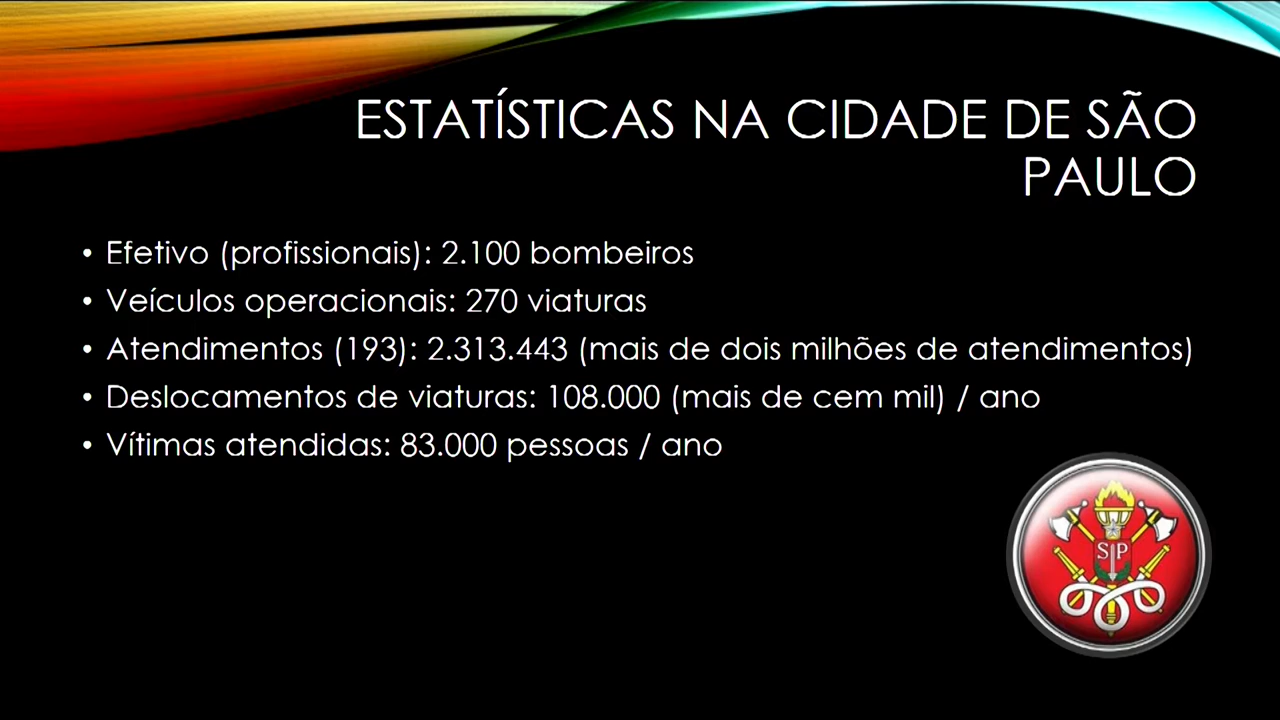 ESTATÍSTICAS NA CIDADE DE SÃO
PAULO
• Efetivo (profissionais): 2.100 bombeiros
• Veículos operacionais: 270 viaturas
• Atendimentos (193): 2.313.443 (mais de dois milhões de atendimentos)
• Deslocamentos de viaturas: 108.000 (mais de cem mil) / ano
• Vítimas atendidas: 83.000 pessoas / ano
SP